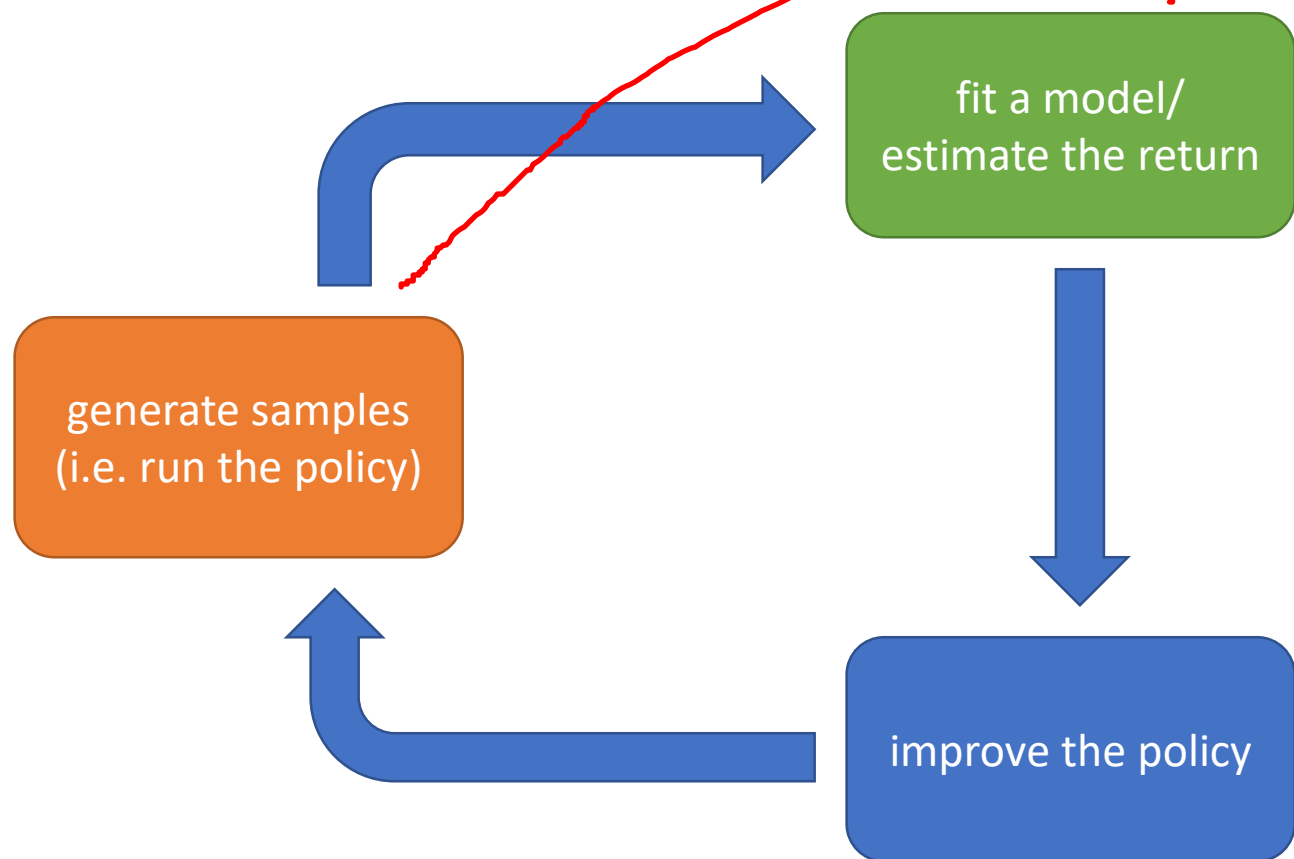 fit a model/
estimate the return
generate samples
(i.e. run the policy)
improve the policy